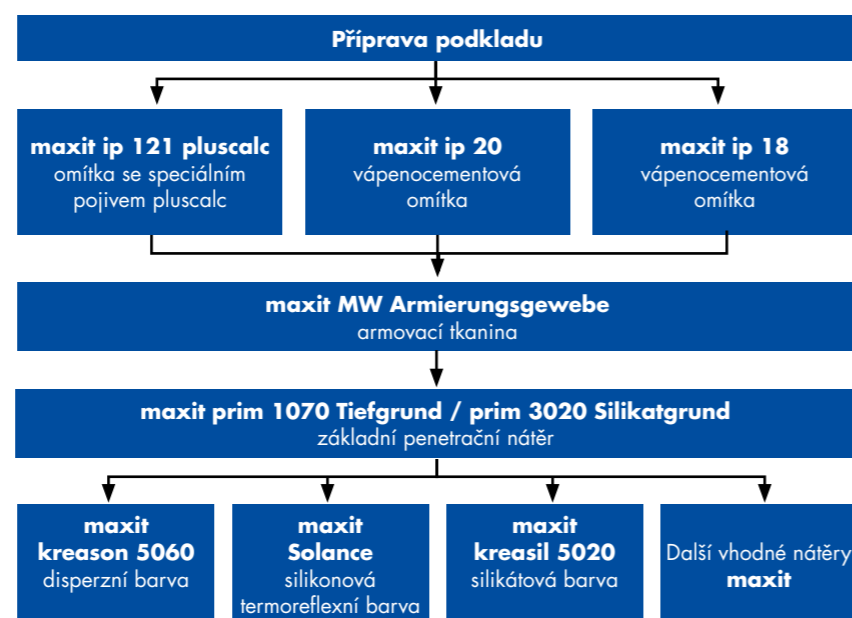 Příprava podkladu
maxit ip 121 pluscalc
omítka se speciálním
pojivem pluscalc
maxit ip 20
vápenocementová
omítka
maxit ip 18
vápenocementová
omítka
maxit MW Armierungsgewebe
armovací tkanina
maxit prim 1070 Tiefgrund / prim 3020 Silikatgrund
základní penetrační nátěr
maxit
kreason 5060
disperzní barva
maxit
Solance
silikonová
termoreflexní barva
maxit
kreasil 5020
silikátová barva
Další vhodné nátěry
maxit